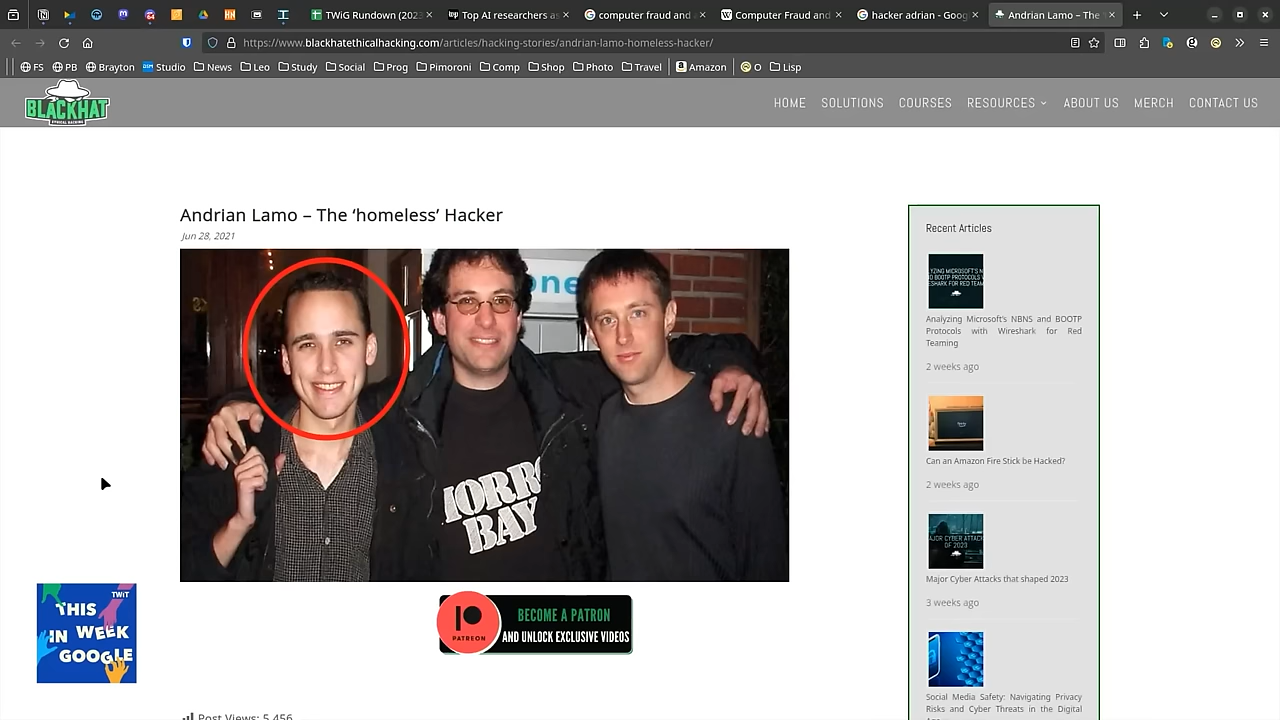 TWiG Rundown (202
Top AI researchers as
computer fraud and
Computer Fraud and
hacker adrian - Goog
Andrian Lamo – The
https://www.blackhatethicalhacking.com/articles/hacking-stories/andrian-lamo-homeless-hacker/
FS PB Brayton Studio News Leo Study Social Prog Pimoroni Comp Shop Photo Travel Amazon O Lisp
BLACKHAT
ETHICAL HACKING
HOME SOLUTIONS COURSES RESOURCES ABOUT US MERCH CONTACT US
Andrian Lamo – The ‘homeless’ Hacker
Jun 28, 2021
one
MORRO
BAY
BECOME A PATRON
AND UNLOCK EXCLUSIVE VIDEOS
PATREON
Post Views: 5,456
TWiT
THIS
IN WEEK
GOOGLE
Recent Articles
Analyzing Microsoft's NBNS and BOOTP
Protocols with Wireshark for Red
Teaming
2 weeks ago
Can an Amazon Fire Stick be Hacked?
2 weeks ago
Major Cyber Attacks that shaped 2023
3 weeks ago
Social Media Safety: Navigating Privacy
Risks and Cyber Threats in the Digital